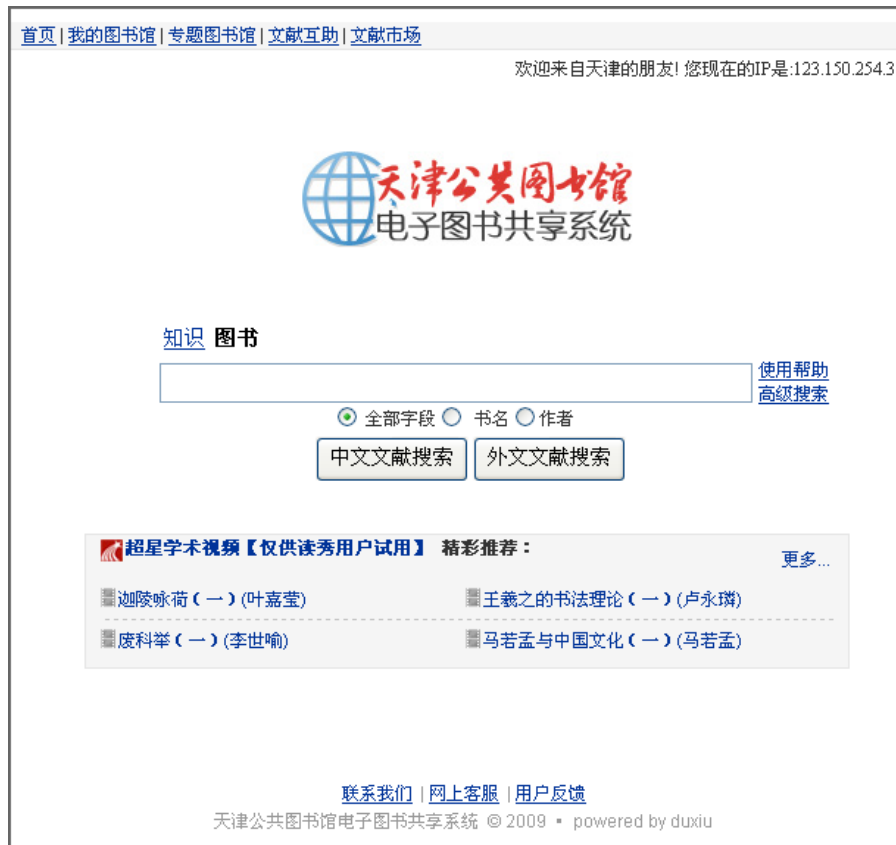 首页 | 我的图书馆 | 专题图书馆 | 文献互助 | 文献市场
欢迎来自天津的朋友! 您现在的IP是:123.150.254.3
天津公共图书馆
电子图书共享系统
知识 图书
使用帮助
高级搜索
全部字段 书名 作者
中文文献搜索 外文文献搜索
超星学术视频【仅供读秀用户试用】 精彩推荐：
更多...
迦陵咏荷（一）(叶嘉莹) 王羲之的书法理论（一）(卢永璘)
废科举（一）(李世喻) 马若孟与中国文化（一）(马若孟)
联系我们 | 网上客服 | 用户反馈
天津公共图书馆电子图书共享系统 © 2009 ▪ powered by duxiu